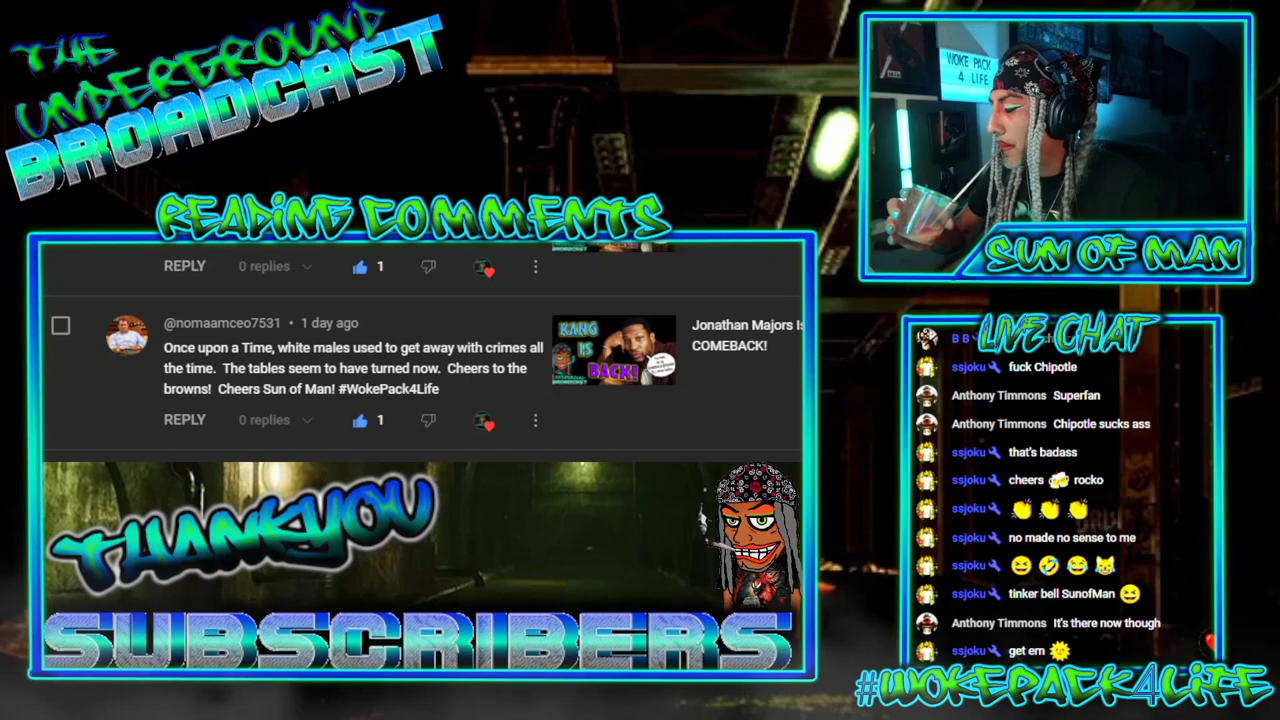 THE
UNDERGROUND
BROADCAST
READING COMMENTS
REPLY 0 replies 1
@nomaamceo7531 • 1 day ago
Once upon a Time, white males used to get away with crimes all
the time. The tables seem to have turned now. Cheers to the
browns! Cheers Sun of Man! #WokePack4Life
REPLY 0 replies 1
KANG
IS
BACK!
Jonathan Majors
COMEBACK!
THANKYOU
SUBSCRIBERS
WOKE PACK
4 LIFE
SUN OF MAN
LIVE CHAT
B B
ssjoku fuck Chipotle
Anthony Timmons Superfan
Anthony Timmons Chipotle sucks ass
ssjoku that's badass
ssjoku cheers 🍻 rocko
ssjoku 👏 👏 👏
ssjoku no made no sense to me
ssjoku 😆 🤣 😂 😹
ssjoku tinker bell SunofMan 😆
Anthony Timmons It's there now though
ssjoku get em 🌞
#WOKEPACK4LIFE